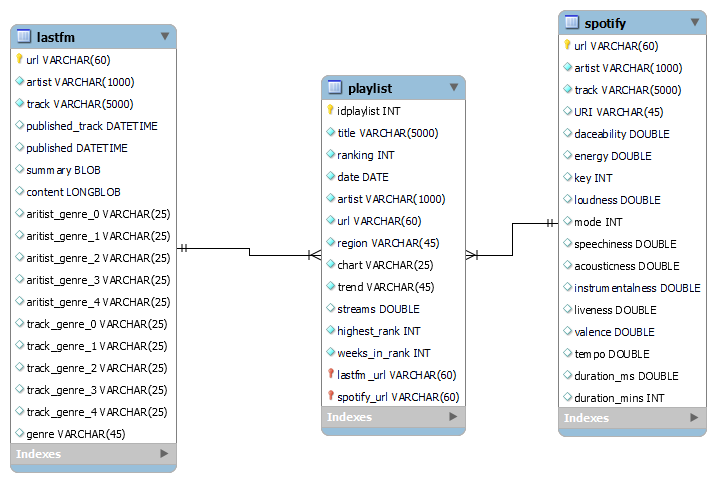 lastfm
url VARCHAR(60)
artist VARCHAR(1000)
track VARCHAR(5000)
published_track DATETIME
published DATETIME
summary BLOB
content LONGBLOB
aritist_genre_0 VARCHAR(25)
aritist_genre_1 VARCHAR(25)
aritist_genre_2 VARCHAR(25)
aritist_genre_3 VARCHAR(25)
aritist_genre_4 VARCHAR(25)
track_genre_0 VARCHAR(25)
track_genre_1 VARCHAR(25)
track_genre_2 VARCHAR(25)
track_genre_3 VARCHAR(25)
track_genre_4 VARCHAR(25)
genre VARCHAR(45)
Indexes
playlist
idplaylist INT
title VARCHAR(5000)
ranking INT
date DATE
artist VARCHAR(1000)
url VARCHAR(60)
region VARCHAR(45)
chart VARCHAR(25)
trend VARCHAR(45)
streams DOUBLE
highest_rank INT
weeks_in_rank INT
lastfm_url VARCHAR(60)
spotify_url VARCHAR(60)
Indexes
spotify
url VARCHAR(60)
artist VARCHAR(1000)
track VARCHAR(5000)
URI VARCHAR(45)
daceability DOUBLE
energy DOUBLE
key INT
loudness DOUBLE
mode INT
speechiness DOUBLE
acousticness DOUBLE
instrumentalness DOUBLE
liveness DOUBLE
valence DOUBLE
tempo DOUBLE
duration_ms DOUBLE
duration_mins INT
Indexes